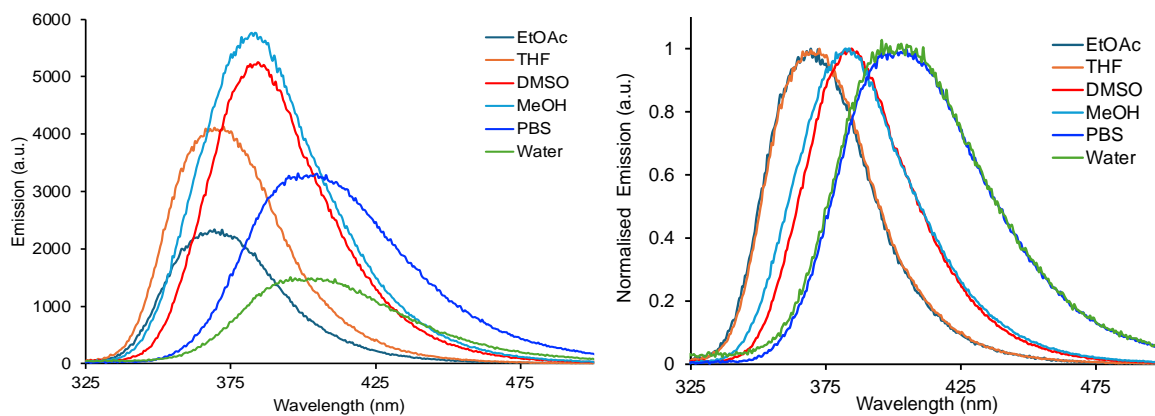 6000
5000
4000
3000
2000
1000
0
325
375
425
475
Emission (a.u.)
Wavelength (nm)
EtOAc
THF
DMSO
MeOH
PBS
Water
1
0.8
0.6
0.4
0.2
0
325
375
425
475
Normalised Emission (a.u.)
Wavelength (nm)
EtOAc
THF
DMSO
MeOH
PBS
Water